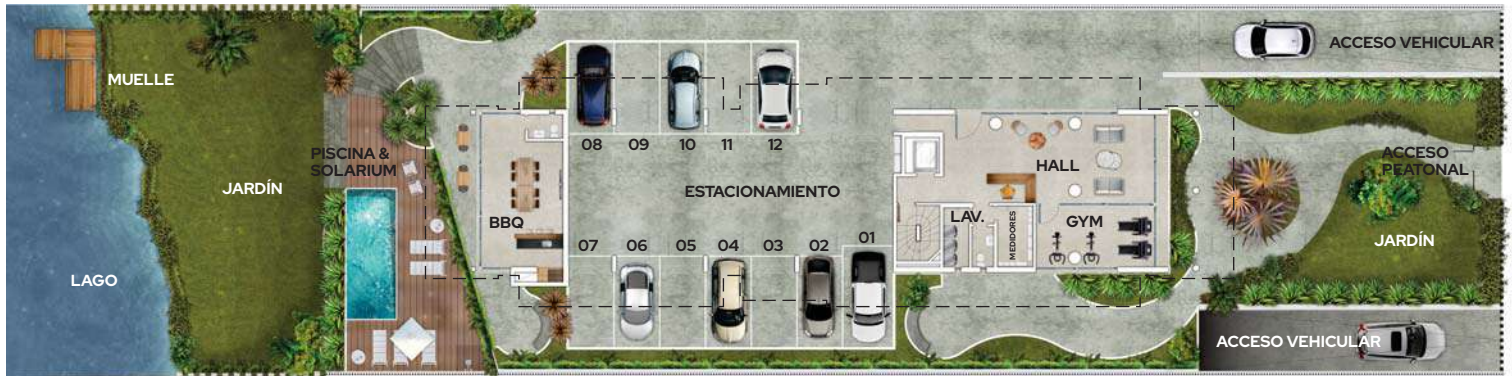 MUELLE
LAGO
JARDÍN
PISCINA &
SOLARIUM
BBQ
08
09
10
11
12
ESTACIONAMIENTO
07
06
05
04
03
02
01
HALL
LAV.
MEDIDORES
GYM
ACCESO VEHICULAR
ACCESO
PEATONAL
JARDÍN
ACCESO VEHICULAR